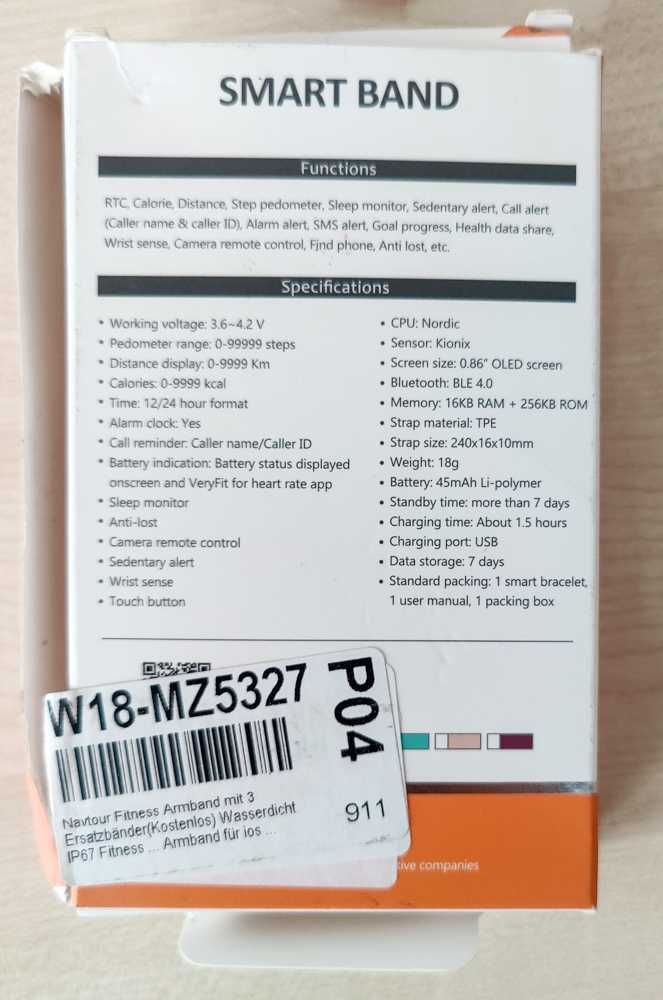 SMART BAND
Functions
RTC, Calorie, Distance, Step pedometer, Sleep monitor, Sedentary alert, Call alert
(Caller name & caller ID), Alarm alert, SMS alert, Goal progress, Health data share,
Wrist sense, Camera remote control, Find phone, Anti lost, etc.
Specifications
• Working voltage: 3.6~4.2 V
• Pedometer range: 0-99999 steps
• Distance display: 0-9999 Km
• Calories: 0-9999 kcal
• Time: 12/24 hour format
• Alarm clock: Yes
• Call reminder: Caller name/Caller ID
• Battery indication: Battery status displayed
onscreen and VeryFit for heart rate app
• Sleep monitor
• Anti-lost
• Camera remote control
• Sedentary alert
• Wrist sense
• Touch button
• CPU: Nordic
• Sensor: Kionix
• Screen size: 0.86” OLED screen
• Bluetooth: BLE 4.0
• Memory: 16KB RAM + 256KB ROM
• Strap material: TPE
• Strap size: 240x16x10mm
• Weight: 18g
• Battery: 45mAh Li-polymer
• Standby time: more than 7 days
• Charging time: About 1.5 hours
• Charging port: USB
• Data storage: 7 days
• Standard packing: 1 smart bracelet,
1 user manual, 1 packing box
W18-MZ5327
P04
Navtour Fitness Armband mit 3
Ersatzbänder(Kostenlos) Wasserdicht
IP67 Fitness ... Armband für ios ...
911
companies